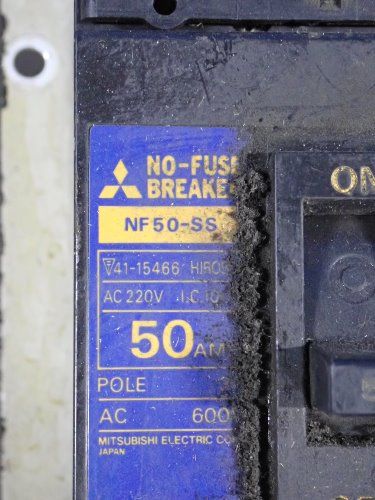 NO-FUSE
BREAKE
NF50-SS
ON
▽41-15466 HIROS
AC 220V I.C.10
50 AM
POLE
AC 600
MITSUBISHI ELECTRIC CO
JAPAN